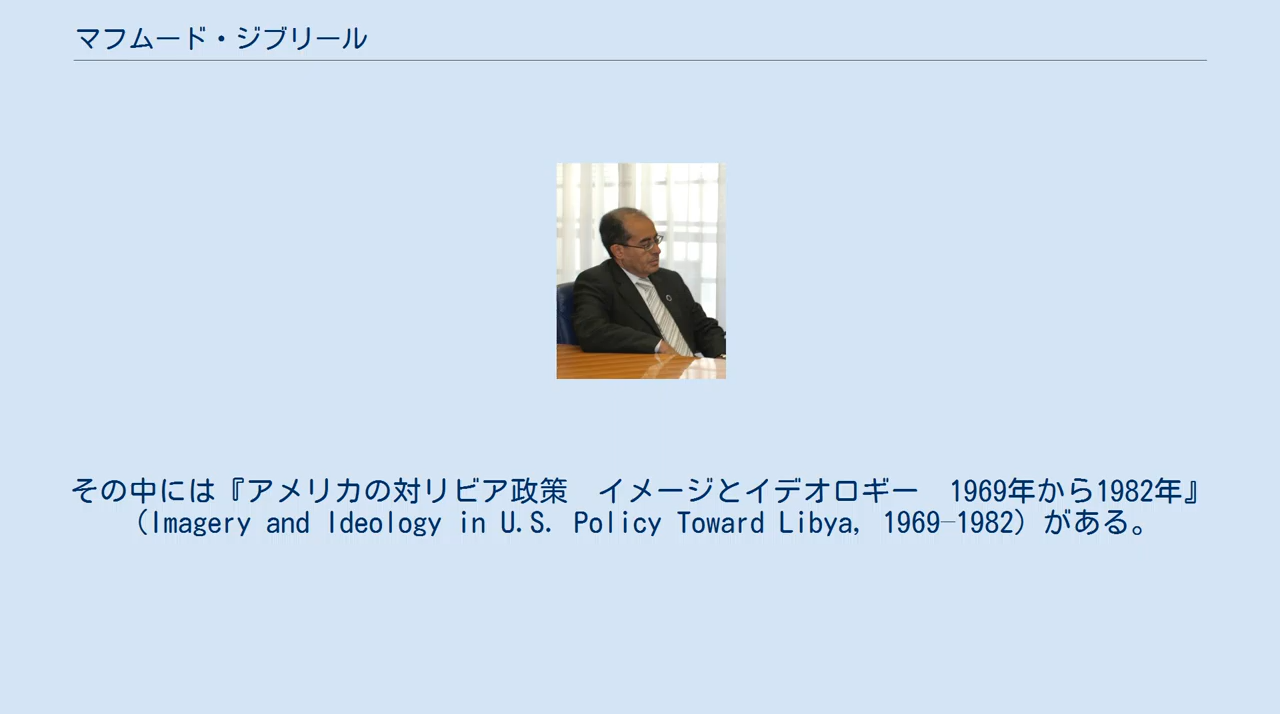 マフムード・ジブリール
その中には『アメリカの対リビア政策　イメージとイデオロギー　1969年から1982年』
（Imagery and Ideology in U.S. Policy Toward Libya, 1969–1982）がある。